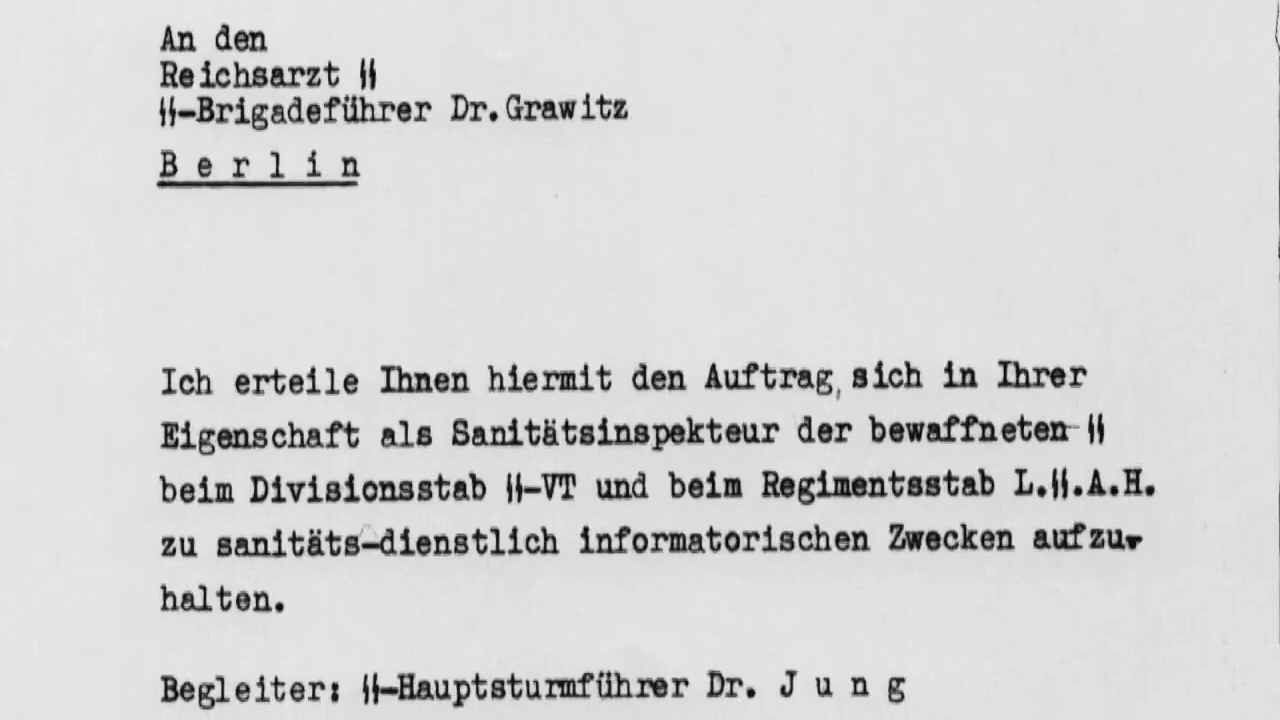 An den
Reichsarzt ᛋᛋ
ᛋᛋ-Brigadeführer Dr.Grawitz
B e r l i n
Ich erteile Ihnen hiermit den Auftrag, sich in Ihrer
Eigenschaft als Sanitätsinspekteur der bewaffneten ᛋᛋ
beim Divisionsstab ᛋᛋ-VT und beim Regimentsstab L.ᛋᛋ.A.H.
zu sanitäts-dienstlich informatorischen Zwecken aufzu-
halten.
Begleiter: ᛋᛋ-Hauptsturmführer Dr. J u n g